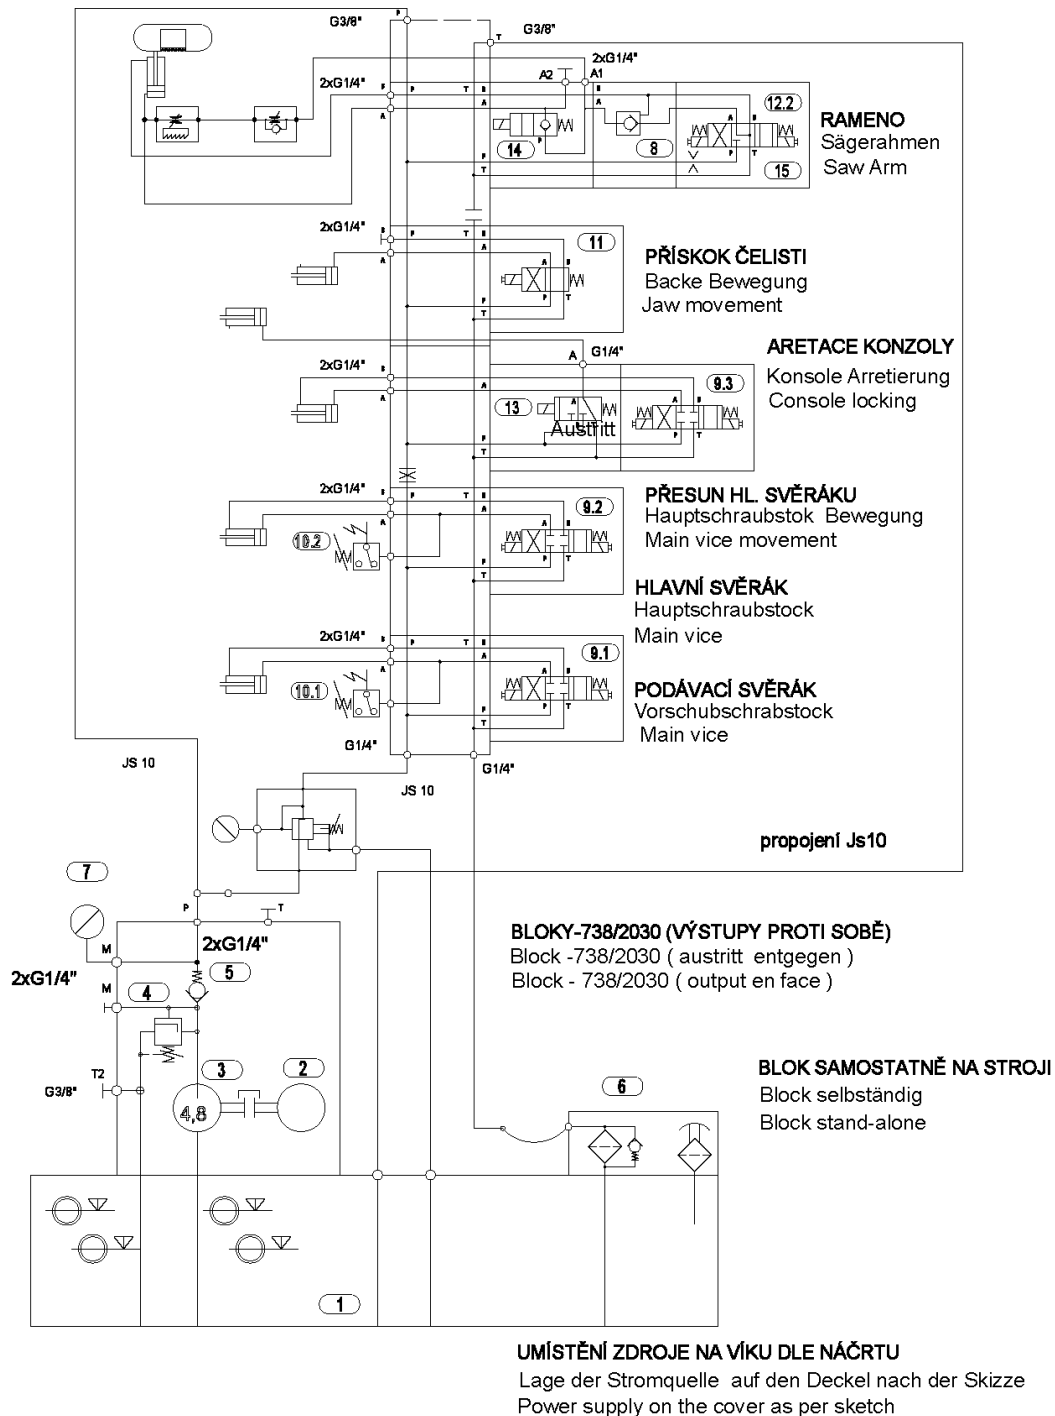 P
G3/8"
T
G3/8"
2xG1/4"
A2
A1
2xG1/4"
F
P
T
B
A
B
A
A
12.2
A
B
P
14
8
P
T
15
F
T
RAMENO
Sägerahmen
Saw Arm
2xG1/4"
B
F
T
B
A
A
11
A
B
P
T
F
T
PŘÍSKOK ČELISTI
Backe Bewegung
Jaw movement
A
G1/4"
ARETACE KONZOLY
Konsole Arretierung
Console locking
2xG1/4"
B
A
A
9.3
13
A
Austritt
A
B
P
T
F
T
2xG1/4"
B
F
T
B
A
A
9.2
10.2
A
B
P
T
F
T
PŘESUN HL. SVĚRÁKU
Hauptschraubstok Bewegung
Main vice movement
HLAVNÍ SVĚRÁK
Hauptschraubstock
Main vice
2xG1/4"
B
P
T
B
A
A
9.1
10.1
A
B
P
T
F
T
PODÁVACÍ SVĚRÁK
Vorschubschrabstock
Main vice
G1/4"
G1/4"
JS 10
JS 10
propojení Js10
7
P
T
2xG1/4"
M
2xG1/4"
M
4
5
BLOKY-738/2030 (VÝSTUPY PROTI SOBĚ)
Block -738/2030 ( austritt entgegen )
Block - 738/2030 ( output en face )
T2
G3/8"
3
2
4,8
6
BLOK SAMOSTATNĚ NA STROJI
Block selbständig
Block stand-alone
1
UMÍSTĚNÍ ZDROJE NA VÍKU DLE NÁČRTU
Lage der Stromquelle auf den Deckel nach der Skizze
Power supply on the cover as per sketch